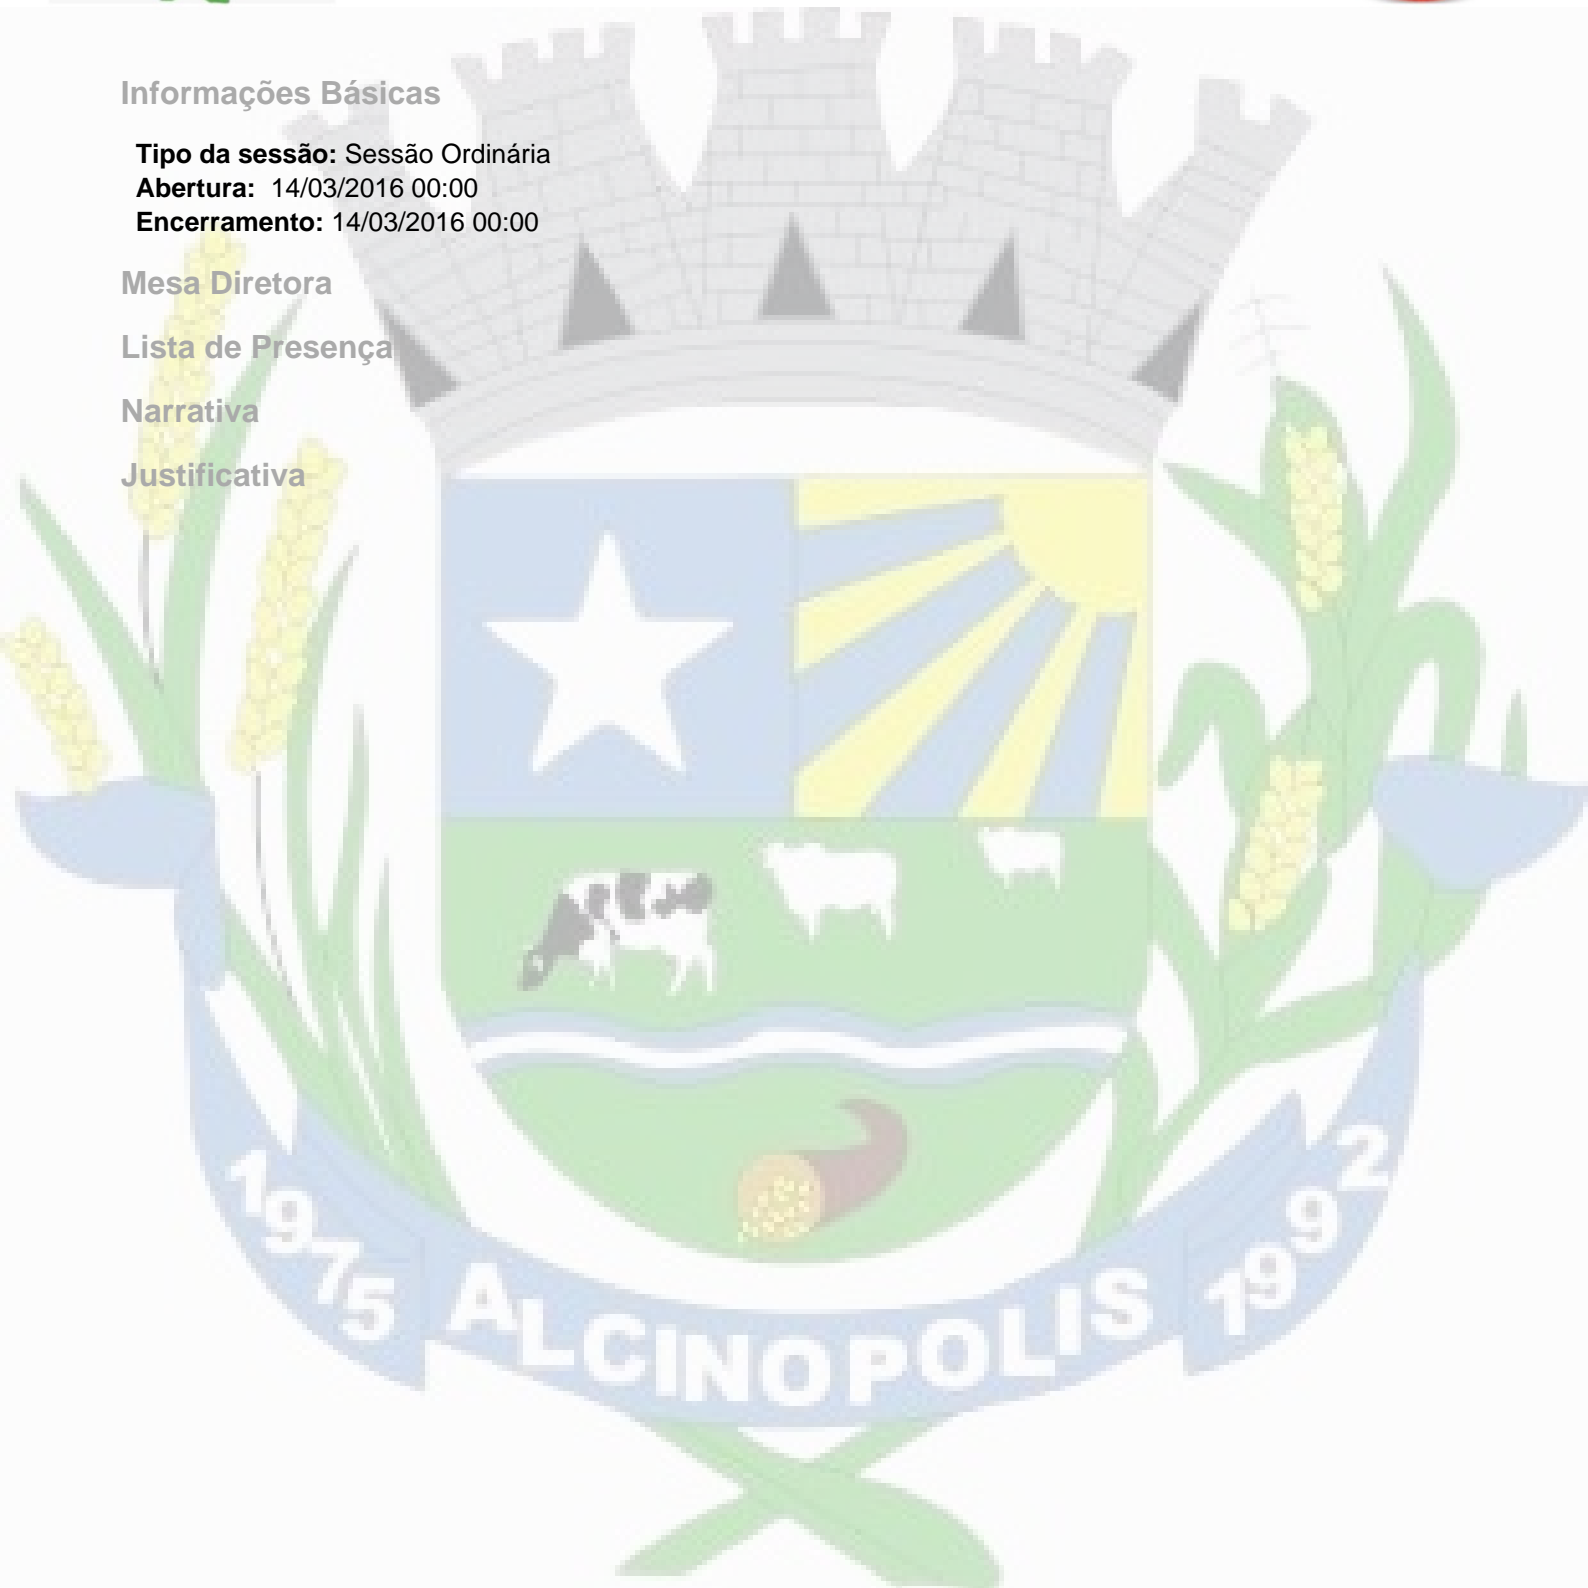 Informações Básicas
Tipo da sessão: Sessão Ordinária
Abertura: 14/03/2016 00:00
Encerramento: 14/03/2016 00:00
Mesa Diretora
Lista de Presença
Narrativa
Justificativa
1975 ALCINOPOLIS 1992